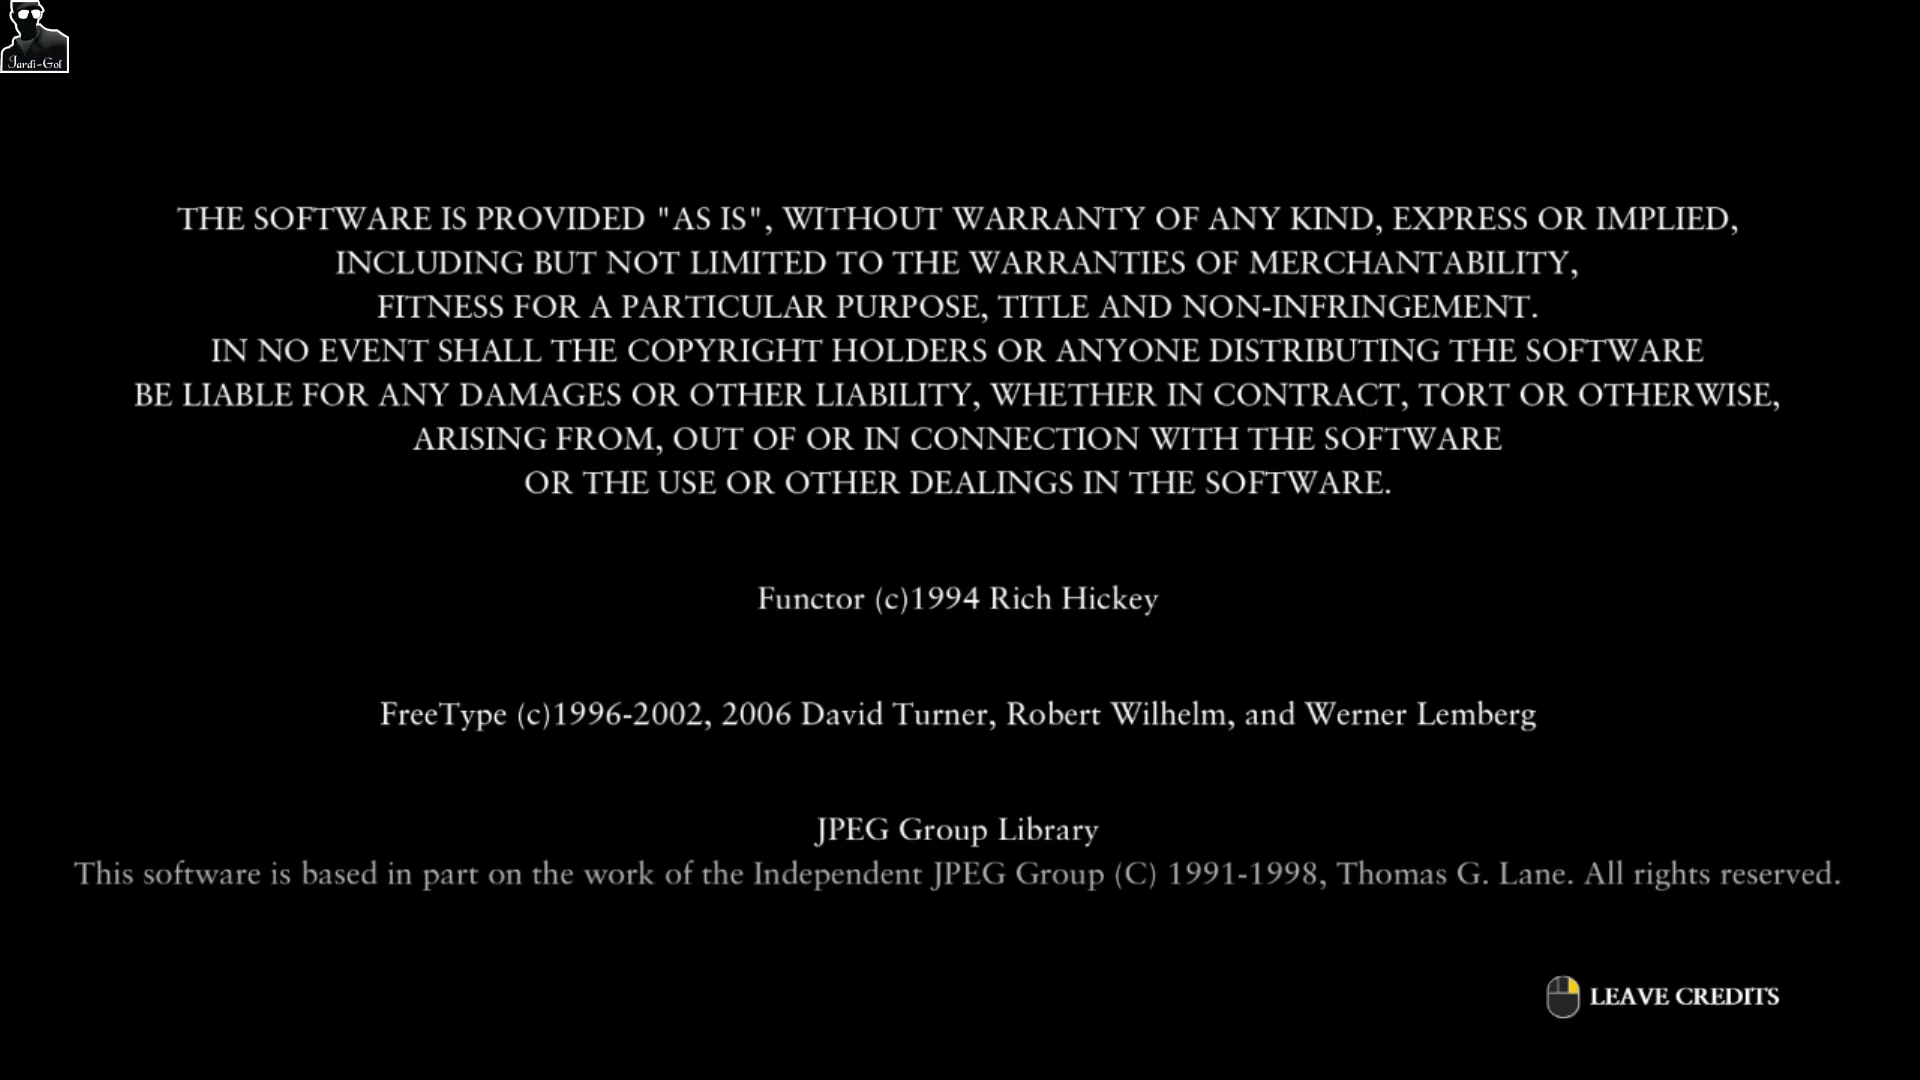 Jardi-Gol
THE SOFTWARE IS PROVIDED "AS IS", WITHOUT WARRANTY OF ANY KIND, EXPRESS OR IMPLIED,
INCLUDING BUT NOT LIMITED TO THE WARRANTIES OF MERCHANTABILITY,
FITNESS FOR A PARTICULAR PURPOSE, TITLE AND NON-INFRINGEMENT.
IN NO EVENT SHALL THE COPYRIGHT HOLDERS OR ANYONE DISTRIBUTING THE SOFTWARE
BE LIABLE FOR ANY DAMAGES OR OTHER LIABILITY, WHETHER IN CONTRACT, TORT OR OTHERWISE,
ARISING FROM, OUT OF OR IN CONNECTION WITH THE SOFTWARE
OR THE USE OR OTHER DEALINGS IN THE SOFTWARE.
Functor (c)1994 Rich Hickey
FreeType (c)1996-2002, 2006 David Turner, Robert Wilhelm, and Werner Lemberg
JPEG Group Library
This software is based in part on the work of the Independent JPEG Group (C) 1991-1998, Thomas G. Lane. All rights reserved.
LEAVE CREDITS